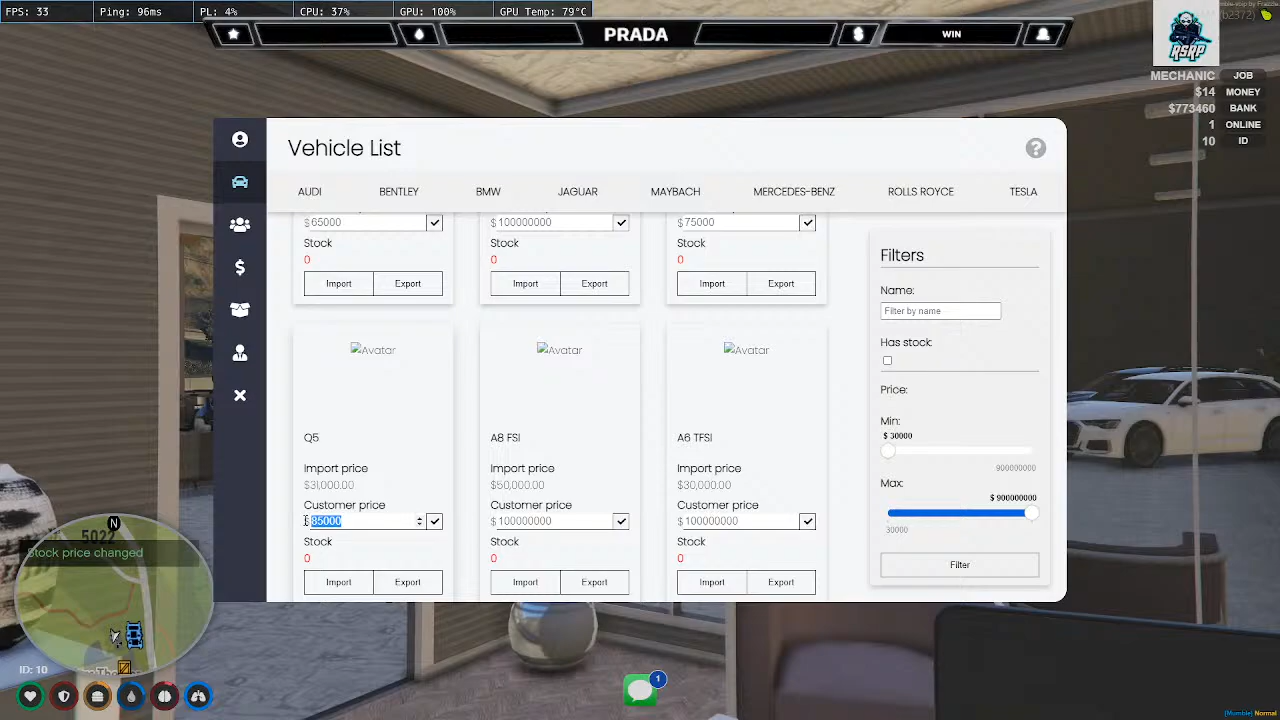 FPS: 33 Ping: 96ms PL: 4% CPU: 37% GPU: 100% GPU Temp: 79°C
(b2372)
PRADA
WIN
RSRP
MECHANIC JOB
$14 MONEY
$773460 BANK
1 ONLINE
10 ID
Vehicle List
?
AUDI BENTLEY BMW JAGUAR MAYBACH MERCEDES-BENZ ROLLS ROYCE TESLA
$65000 $100000000 $75000
Stock Stock Stock
0 0 0
Import Export Import Export Import Export
Avatar Avatar Avatar
Q5 A8 FSI A6 TFSI
Import price Import price Import price
$31,000.00 $50,000.00 $30,000.00
Customer price Customer price Customer price
$85000 $100000000 $100000000
Stock Stock Stock
0 0 0
Import Export Import Export Import Export
Filters
Name:
Filter by name
Has stock:
Price:
Min:
$ 30000
900000000
Max:
$ 900000000
30000
Filter
N
5022
Stock price changed
ID: 10
1
(Mumble) Normal